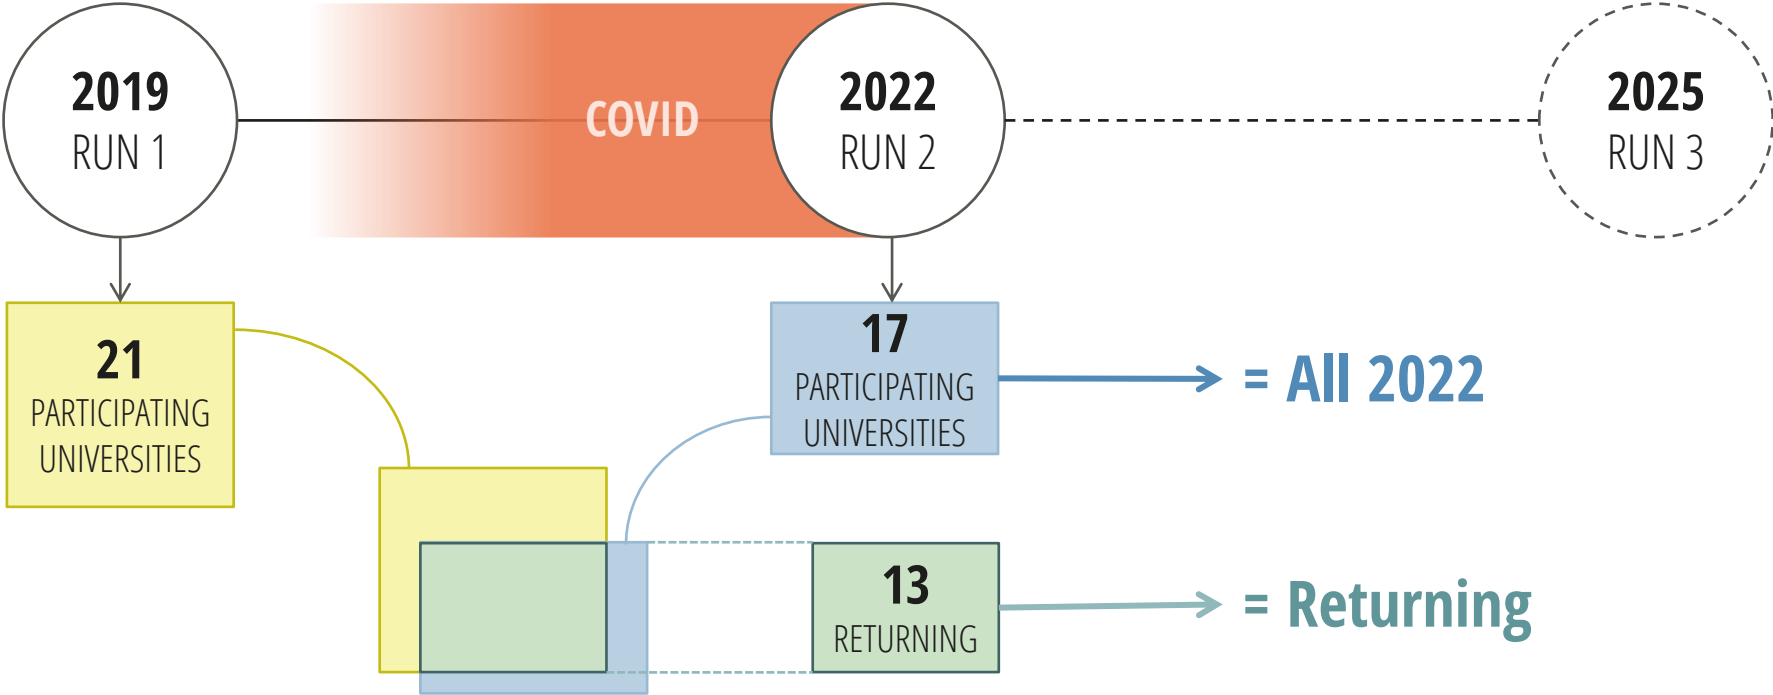 2019
RUN 1
COVID
2022
RUN 2
2025
RUN 3
21
PARTICIPATING
UNIVERSITIES
17
PARTICIPATING
UNIVERSITIES
= All 2022
13
RETURNING
= Returning